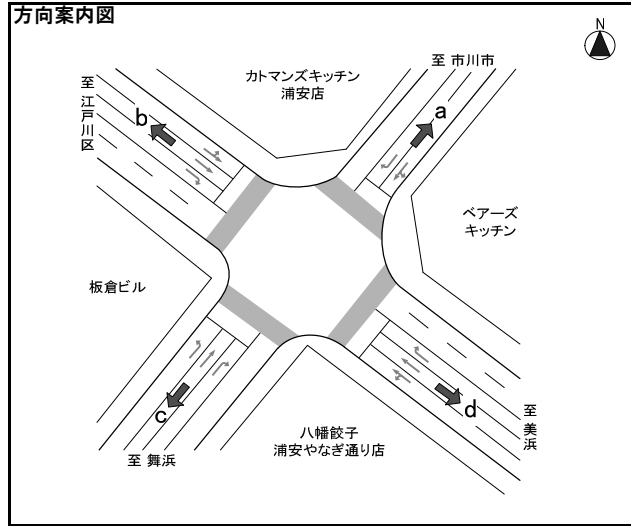 方向案内図
N
カトマンズキッチン
浦安店
至 市川市
至 江戸川区
b
a
ベアーズ
キッチン
板倉ビル
c
d
至 美浜
八幡餃子
浦安やなぎ通り店
至 舞浜